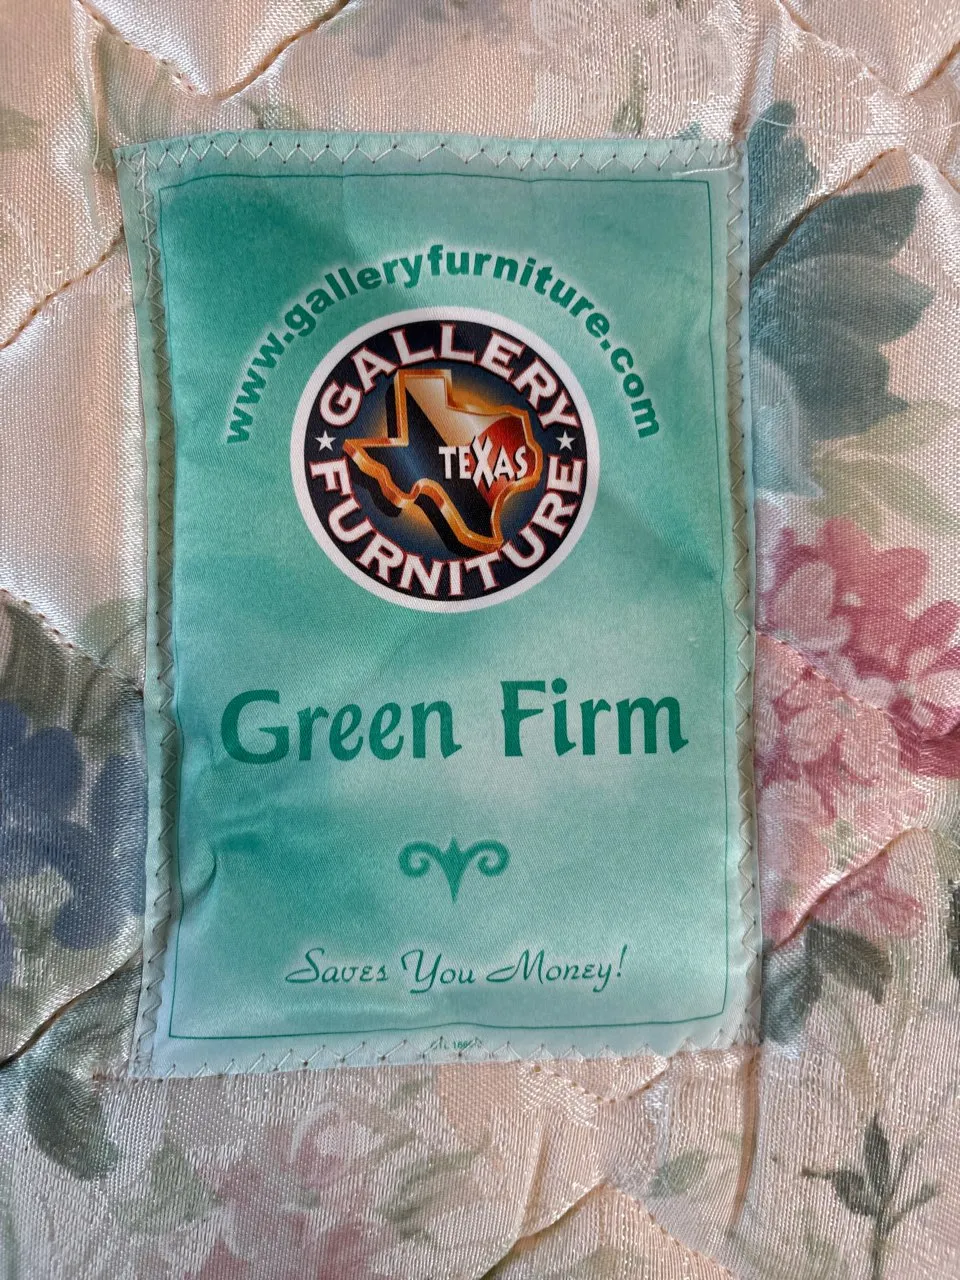 www.galleryfurniture.com
GALLERY
TEXAS
FURNITURE
Green Firm
Saves You Money!